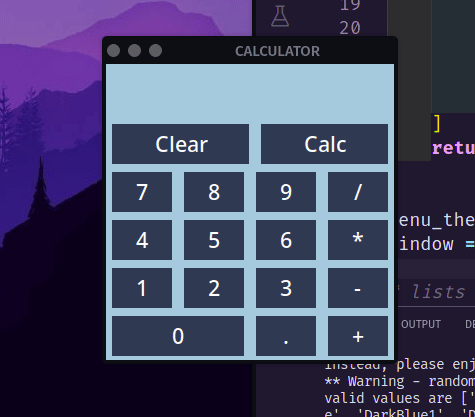 19
20
CALCULATOR
Clear Calc
7 8 9 /
4 5 6 *
1 2 3 -
0 . +
]
retu
enu_the
indow =
lists
OUTPUT DE
instead, please enj
** Warning - random
valid values are ['
e', 'DarkBlue1', 'D